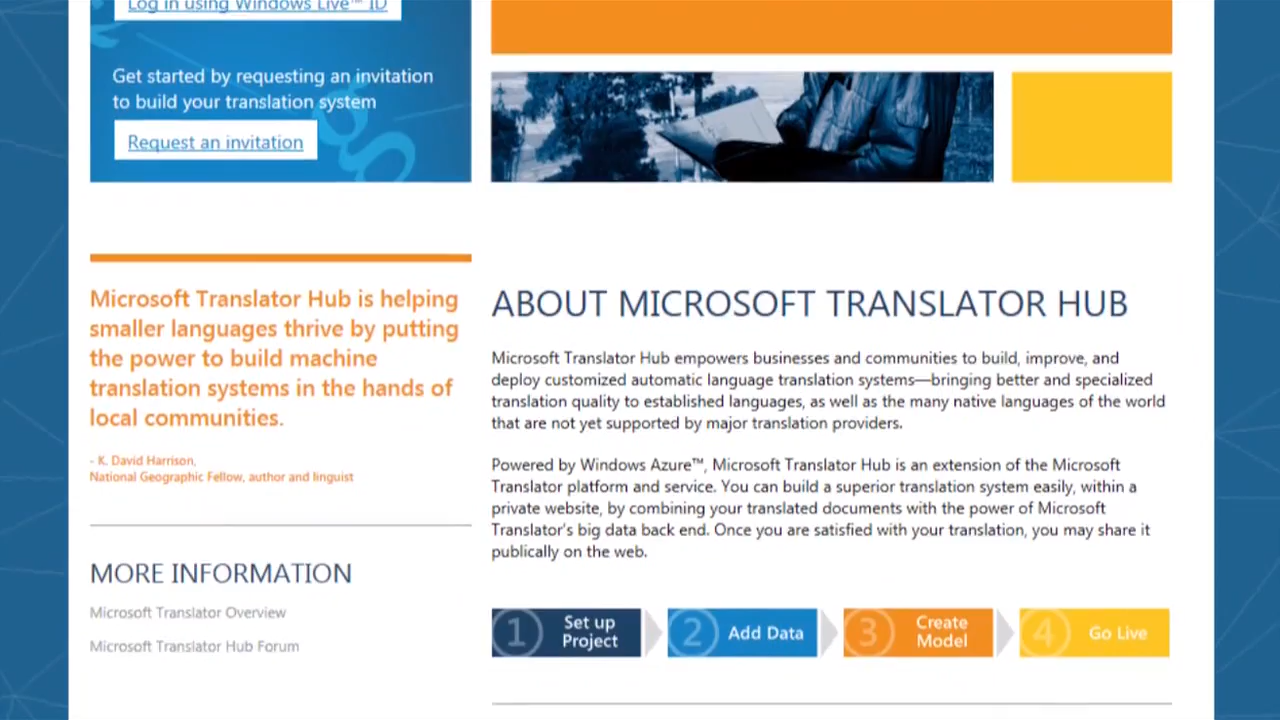 Log in using Windows Live™ ID
Get started by requesting an invitation
to build your translation system
Request an invitation
Microsoft Translator Hub is helping
smaller languages thrive by putting
the power to build machine
translation systems in the hands of
local communities.
- K. David Harrison,
National Geographic Fellow, author and linguist
MORE INFORMATION
Microsoft Translator Overview
Microsoft Translator Hub Forum
ABOUT MICROSOFT TRANSLATOR HUB
Microsoft Translator Hub empowers businesses and communities to build, improve, and
deploy customized automatic language translation systems—bringing better and specialized
translation quality to established languages, as well as the many native languages of the world
that are not yet supported by major translation providers.
Powered by Windows Azure™, Microsoft Translator Hub is an extension of the Microsoft
Translator platform and service. You can build a superior translation system easily, within a
private website, by combining your translated documents with the power of Microsoft
Translator's big data back end. Once you are satisfied with your translation, you may share it
publically on the web.
1 Set up
Project
2 Add Data
3 Create
Model
4 Go Live